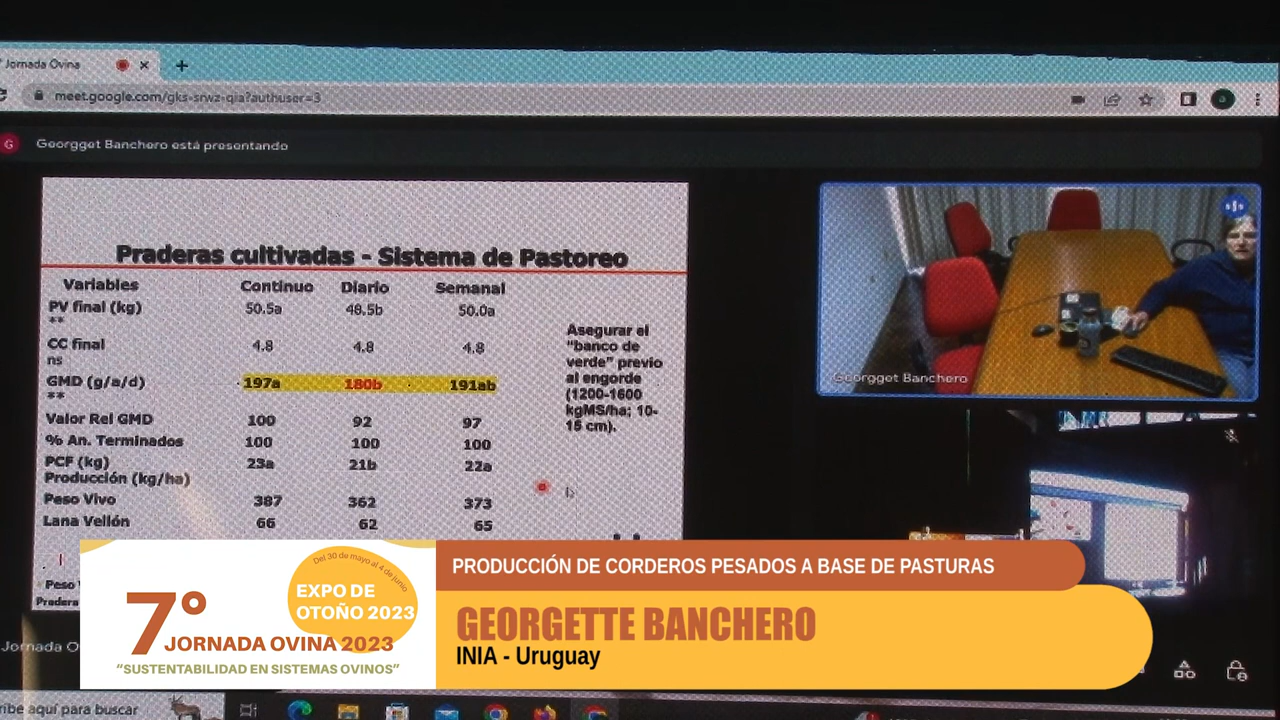 Jornada Ovina
meet.google.com/gks-srwz-qia?authuser=3
G
Georgget Banchero está presentando
Praderas cultivadas - Sistema de Pastoreo
Variables Continuo Diario Semanal
PV final (kg) 50.5a 48.5b 50.0a
**
CC final 4.8 4.8 4.8
ns
GMD (g/a/d) 197a 180b 191ab
**
Valor Rel GMD 100 92 97
% An. Terminados 100 100 100
PCF (kg) 23a 21b 22a
Producción (kg/ha)
Peso Vivo 387 362 373
Lana Vellón 66 62 65
Asegurar el
"banco de
verde" previo
al engorde
(1200-1600
kgMS/ha; 10-
15 cm).
Peso
Pradera
Georgget Banchero
Jornada O
Del 30 de mayo al 4 de junio
EXPO DE
OTOÑO 2023
7°
JORNADA OVINA 2023
"SUSTENTABILIDAD EN SISTEMAS OVINOS"
PRODUCCIÓN DE CORDEROS PESADOS A BASE DE PASTURAS
GEORGETTE BANCHERO
INIA - Uruguay
ribe aquí para buscar